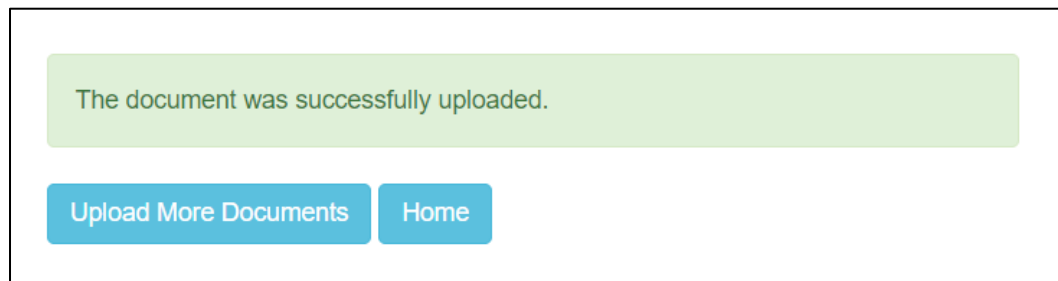 The document was successfully uploaded.
Upload More Documents Home